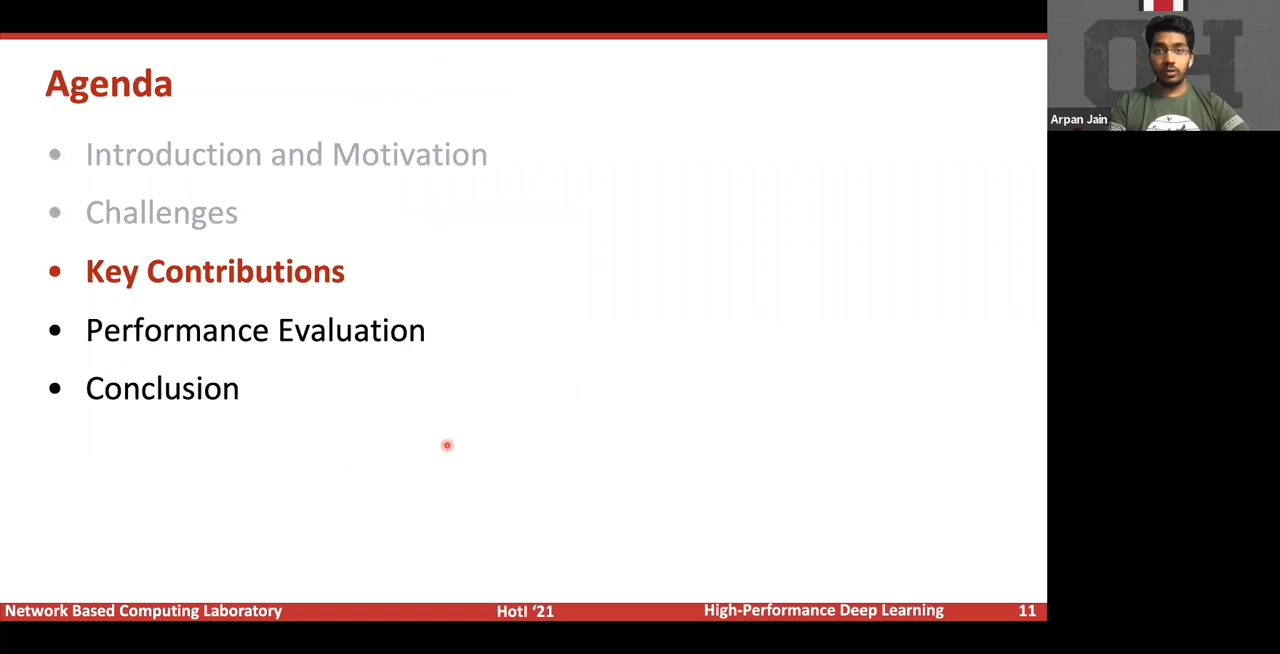 Agenda
• Introduction and Motivation
• Challenges
• Key Contributions
• Performance Evaluation
• Conclusion
Network Based Computing Laboratory
HotI ‘21
High-Performance Deep Learning
11
Arpan Jain